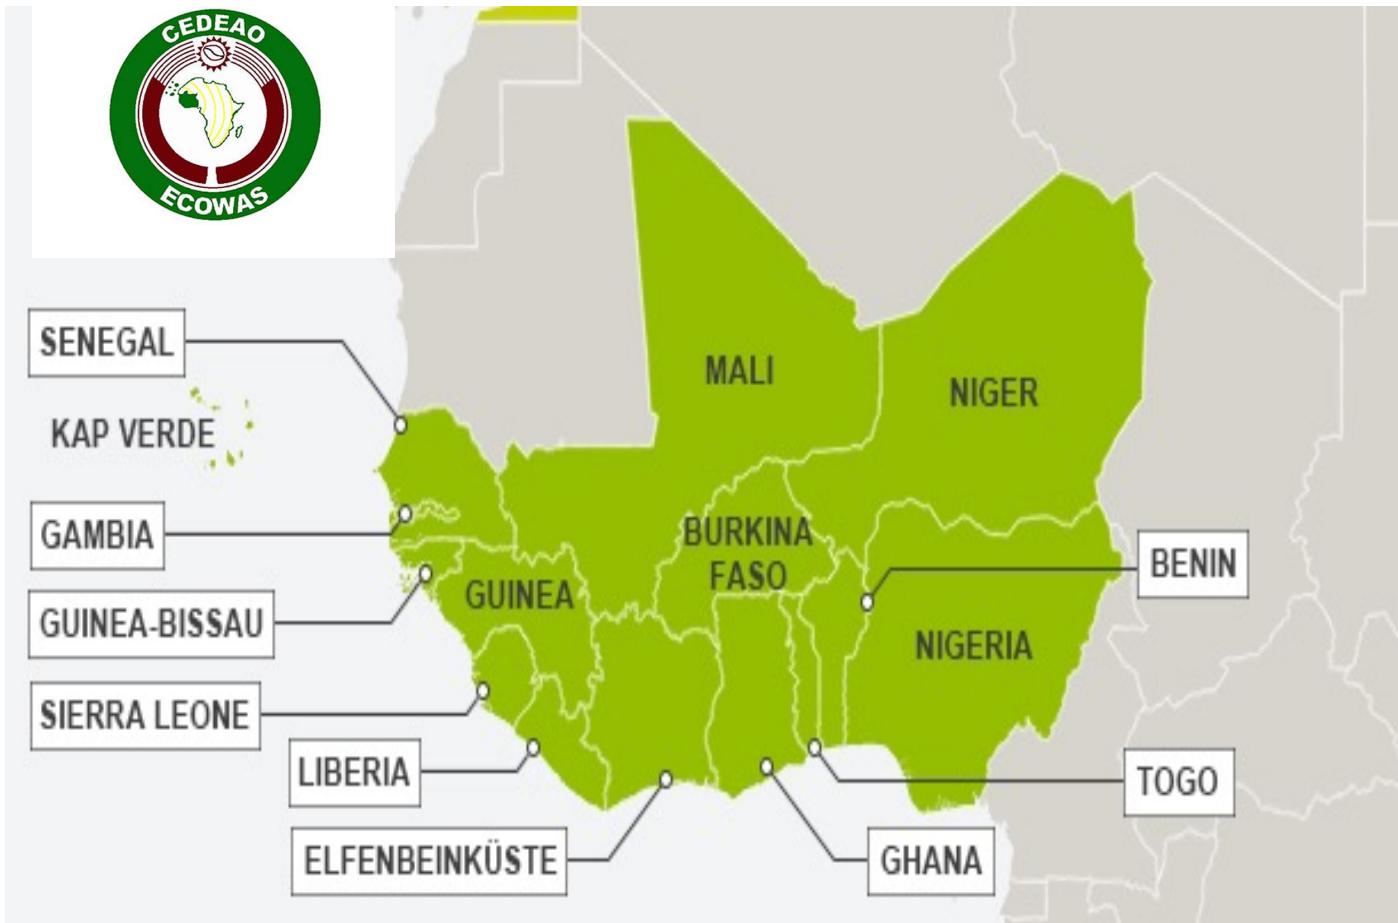 CEDEAO
ECOWAS
SENEGAL
MALI
NIGER
KAP VERDE
GAMBIA
BURKINA
FASO
BENIN
GUINEA
GUINEA-BISSAU
NIGERIA
SIERRA LEONE
LIBERIA
TOGO
ELFENBEINKÜSTE
GHANA